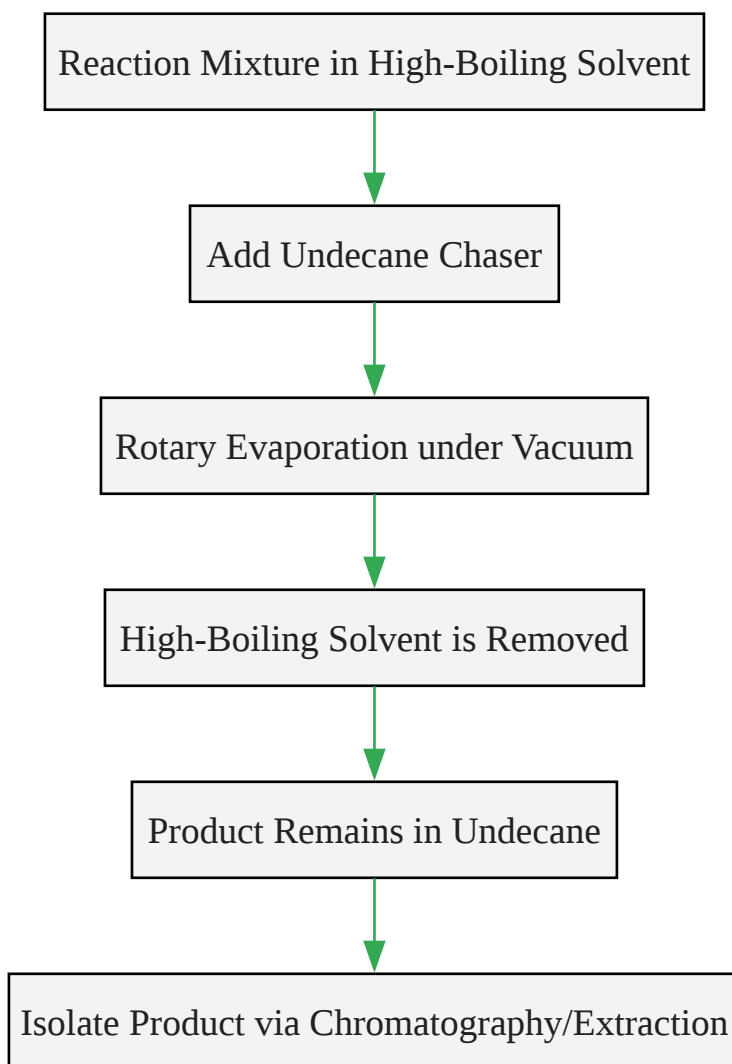 Reaction Mixture in High-Boiling Solvent
Add Undecane Chaser
Rotary Evaporation under Vacuum
High-Boiling Solvent is Removed
Product Remains in Undecane
Isolate Product via Chromatography/Extraction